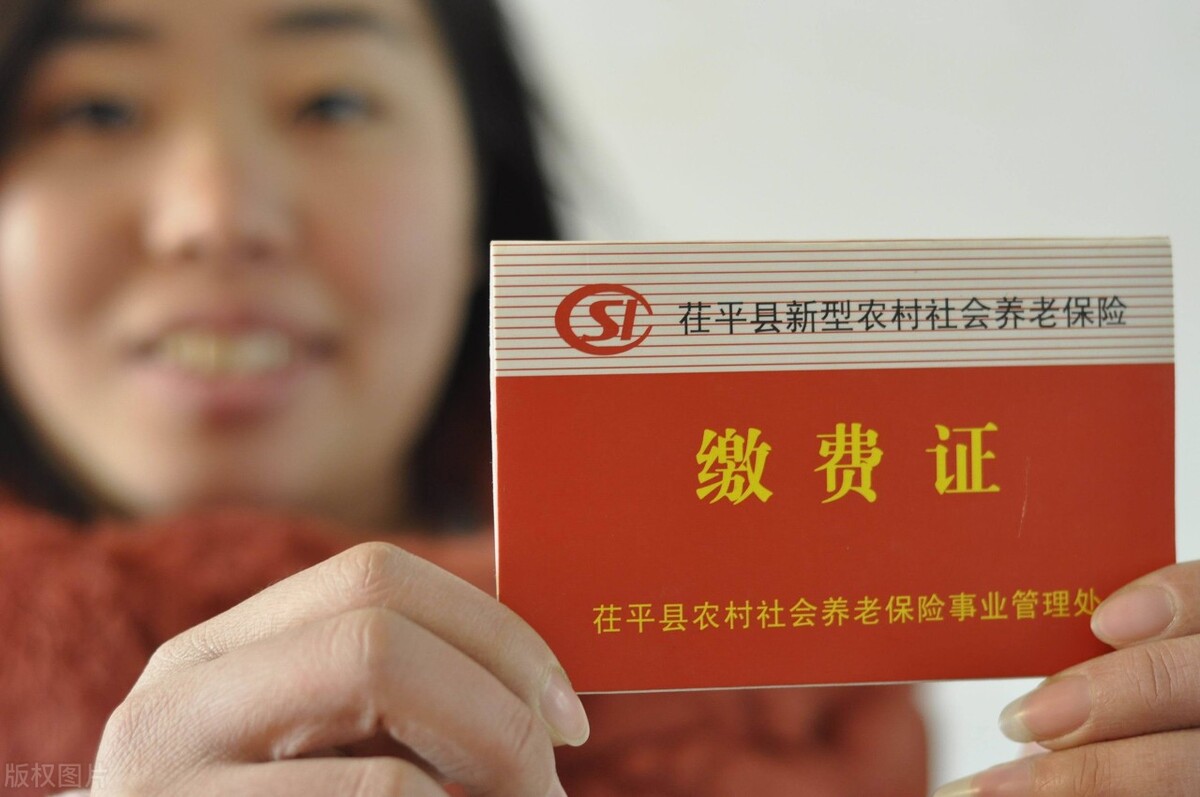 CSI 茌平县新型农村社会养老保险
缴费证
茌平县农村社会养老保险事业管理处
版权图片